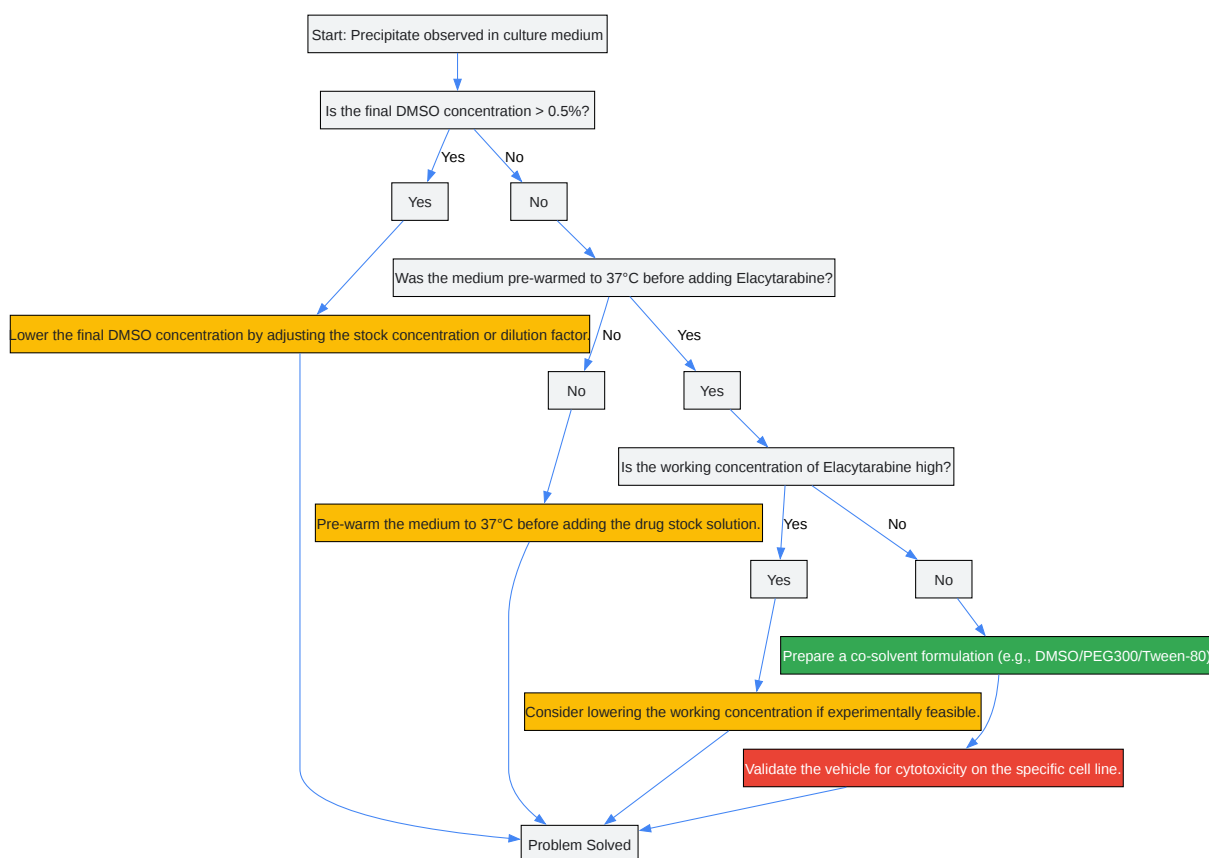 Start: Precipitate observed in culture medium
Is the final DMSO concentration > 0.5%?
Yes
No
Yes
No
Was the medium pre-warmed to 37°C before adding Elacytarabine?
Lower the final DMSO concentration by adjusting the stock concentration or dilution factor.
No
Yes
No
Yes
Is the working concentration of Elacytarabine high?
Pre-warm the medium to 37°C before adding the drug stock solution.
Yes
No
Yes
No
Prepare a co-solvent formulation (e.g., DMSO/PEG300/Tween-80)
Consider lowering the working concentration if experimentally feasible.
Validate the vehicle for cytotoxicity on the specific cell line.
Problem Solved